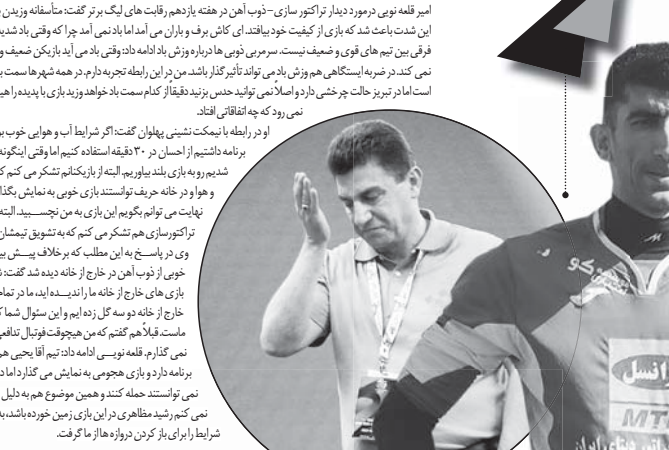 امیر قلعه نویی درمورد دیدار تراکتور سازی-ذوب آهن در هفته یازدهم رقابت های لیگ برتر گفت: متأسفانه وزیدن
این شدت باعث شد که بازی از کیفیت خود بیافتد. ای کاش برف و باران می آمد اما باد نمی آمد چرا که وقتی باد شدید
فرقی بین تیم های قوی و ضعیف نیست. سرمربی ذوبی ها درباره وزش باد ادامه داد: وقتی باد می آید بازیکن ضعیف و
نمی کند. در ضربه ایستگاهی هم وزش باد می تواند تأثیر گذار باشد. من در این رابطه تجربه دارم. در همه شهرها سمت
است اما در تبریز حالت چرخشی دارد و اصلاً نمی توانید حدس بزنید دقیقا از کدام سمت باد خواهد وزید بازی با پدیده را
نمی رود که چه اتفاقاتی افتاد.
او در رابطه با نیمکت نشینی پهلوان گفت: اگر شرایط آب و هوایی خوب
برنامه داشتیم از احسان در ۳۰ دقیقه استفاده کنیم اما وقتی اینگونه
شدیم رو به بازی بلند بیاوریم. البته از بازیکنانم تشکر می کنم
و هوا و در خانه حریف توانستند بازی خوبی به نمایش
نهایت می توانم بگویم این بازی به من نچســبید. البته
تراکتورسازی هم تشکر می کنم که به تشویق تیمشان
وی در پاســخ به این مطلب که بر خلاف پیــش
خوبی از ذوب آهن در خارج از خانه دیده شد گفت:
بازی های خارج از خانه ما را ندیــده اید، ما در تمام
خارج از خانه دو سه گل زده ایم و این سئوال شما
ماست. قبلاً هم گفتم که من هیچوقت فوتبال تدافعی
نمی گذارم. قلعه نویــی ادامه داد: تیم آقا یحیی هم
برنامه دارد و بازی هجومی به نمایش می گذارد اما
نمی توانستند حمله کنند و همین موضوع هم به دلیل
نمی کنم رشید مظاهری در این بازی زمین خورده باشد،
شرایط را برای باز کردن دروازه ها از ما گرفت.
MT